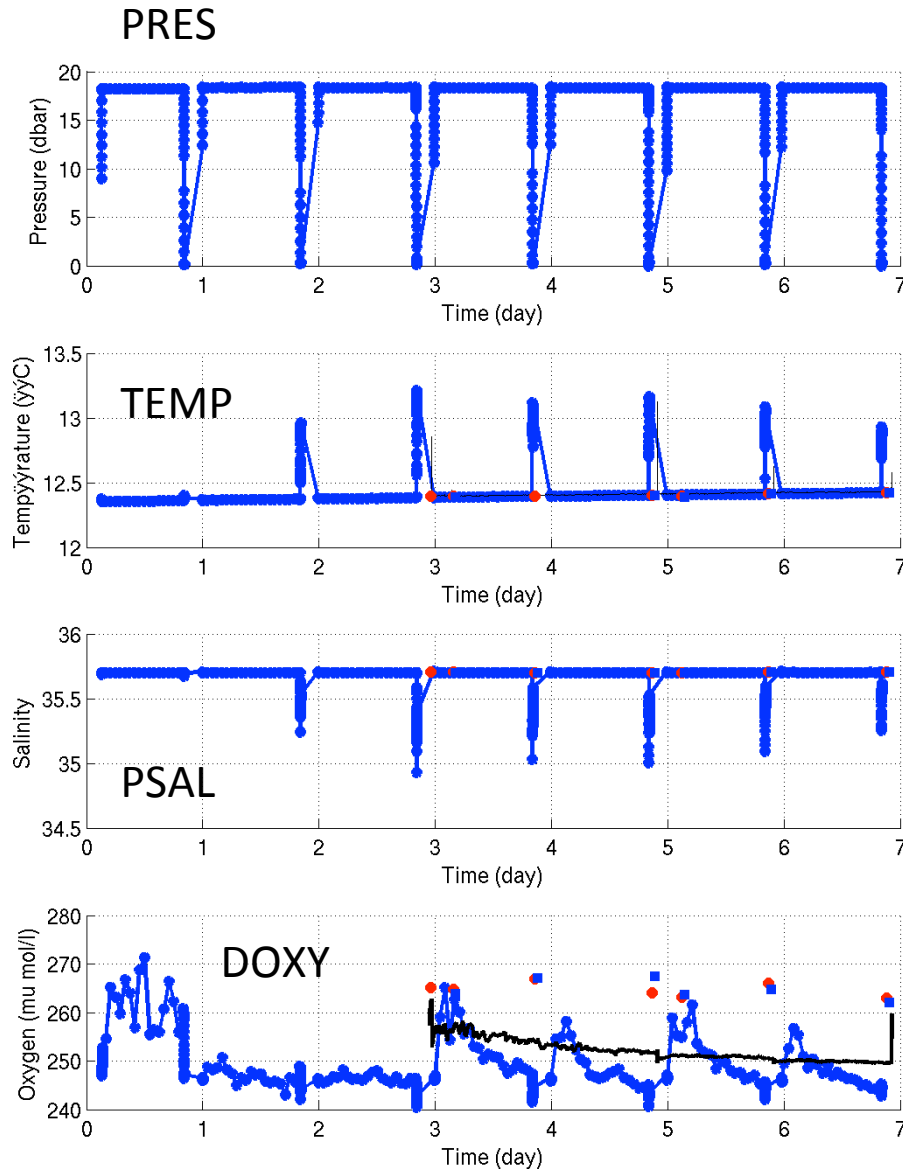 PRES
20
15
10
5
0
Pressure (dbar)
0 1 2 3 4 5 6 7
Time (day)
13.5
13
12.5
12
Tempÿýrature (ÿýC)
TEMP
0 1 2 3 4 5 6 7
Time (day)
36
35.5
35
34.5
Salinity
PSAL
0 1 2 3 4 5 6 7
Time (day)
280
270
260
250
240
Oxygen (mu mol/l)
DOXY
0 1 2 3 4 5 6 7
Time (day)